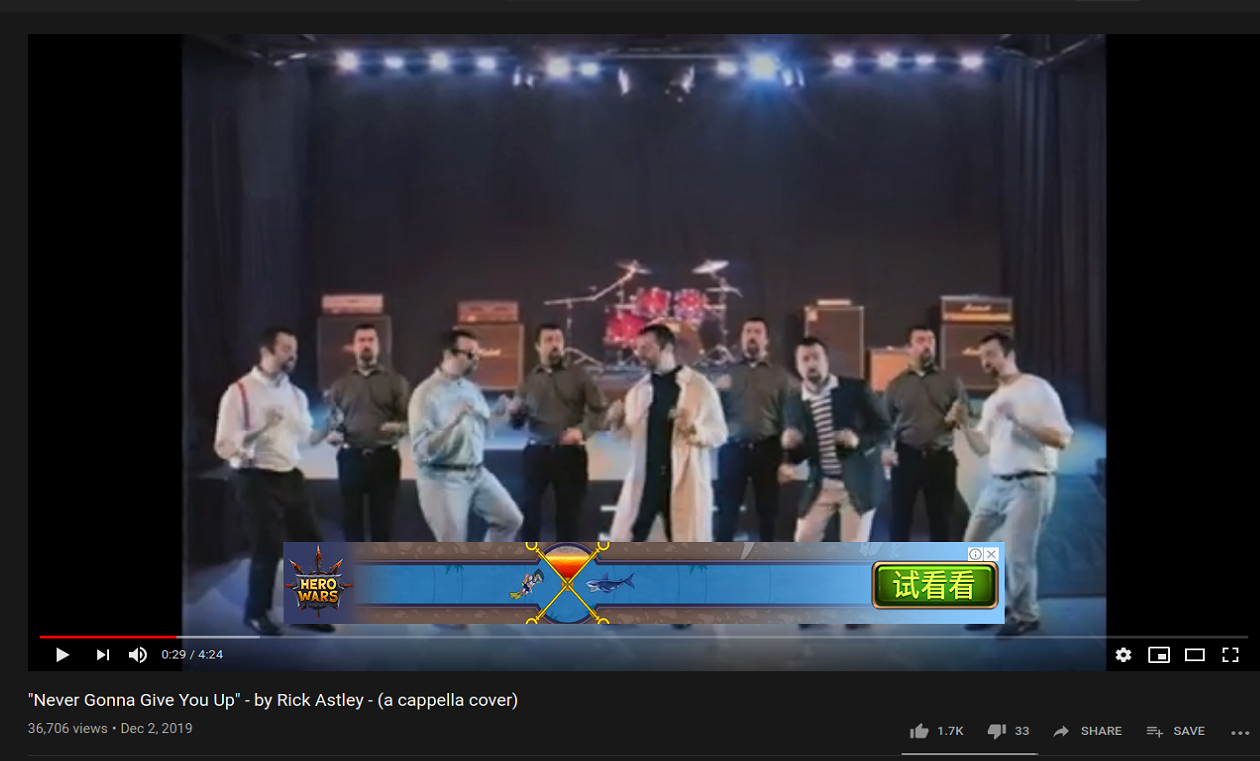 HERO
WARS
试看看
0:29 / 4:24
"Never Gonna Give You Up" - by Rick Astley - (a cappella cover)
36,706 views • Dec 2, 2019
1.7K
33
SHARE
SAVE